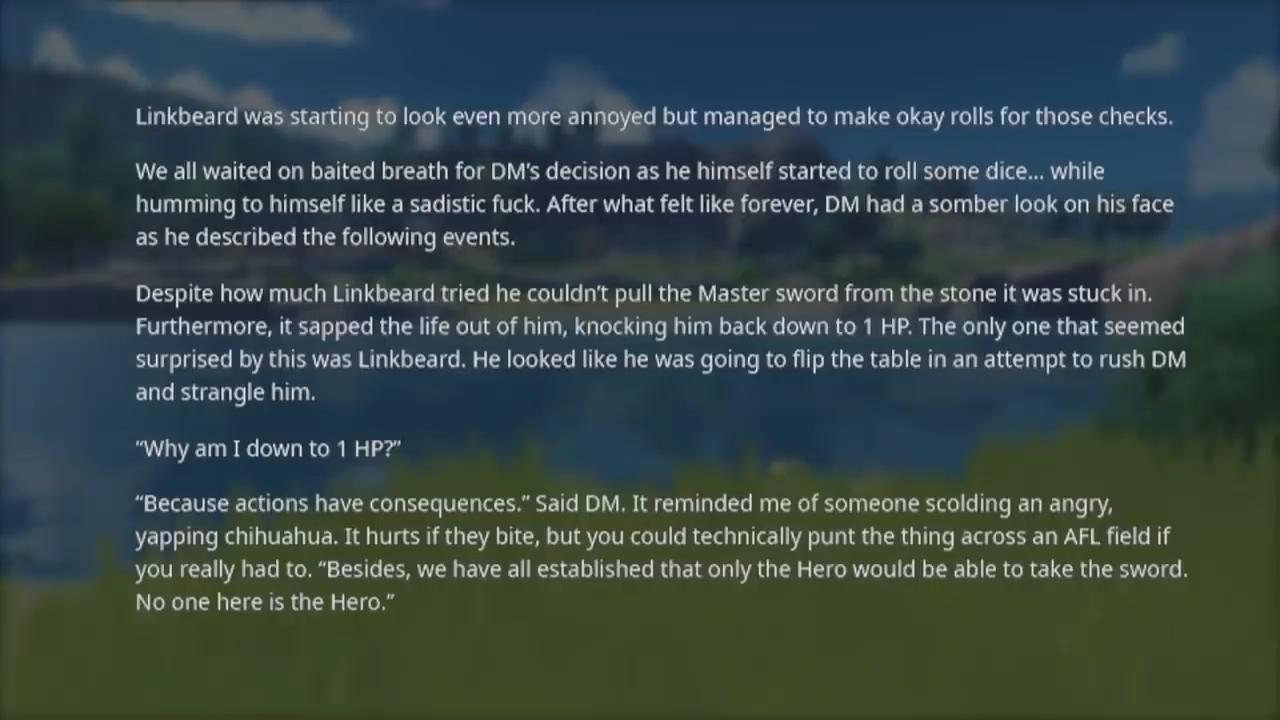 Linkbeard was starting to look even more annoyed but managed to make okay rolls for those checks.
We all waited on baited breath for DM's decision as he himself started to roll some dice... while
humming to himself like a sadistic fuck. After what felt like forever, DM had a somber look on his face
as he described the following events.
Despite how much Linkbeard tried he couldn't pull the Master sword from the stone it was stuck in.
Furthermore, it sapped the life out of him, knocking him back down to 1 HP. The only one that seemed
surprised by this was Linkbeard. He looked like he was going to flip the table in an attempt to rush DM
and strangle him.
“Why am I down to 1 HP?”
“Because actions have consequences.” Said DM. It reminded me of someone scolding an angry,
yapping chihuahua. It hurts if they bite, but you could technically punt the thing across an AFL field if
you really had to. “Besides, we have all established that only the Hero would be able to take the sword.
No one here is the Hero.”